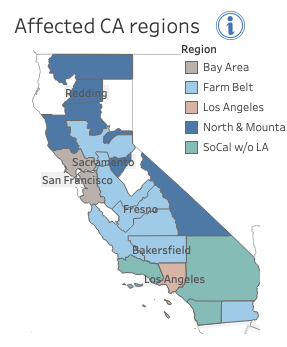 Affected CA regions
Region
Bay Area
Farm Belt
Los Angeles
North & Mounta
SoCal w/o LA
Redding
Sacramento
San Francisco
Fresno
Bakersfield
Los Angeles